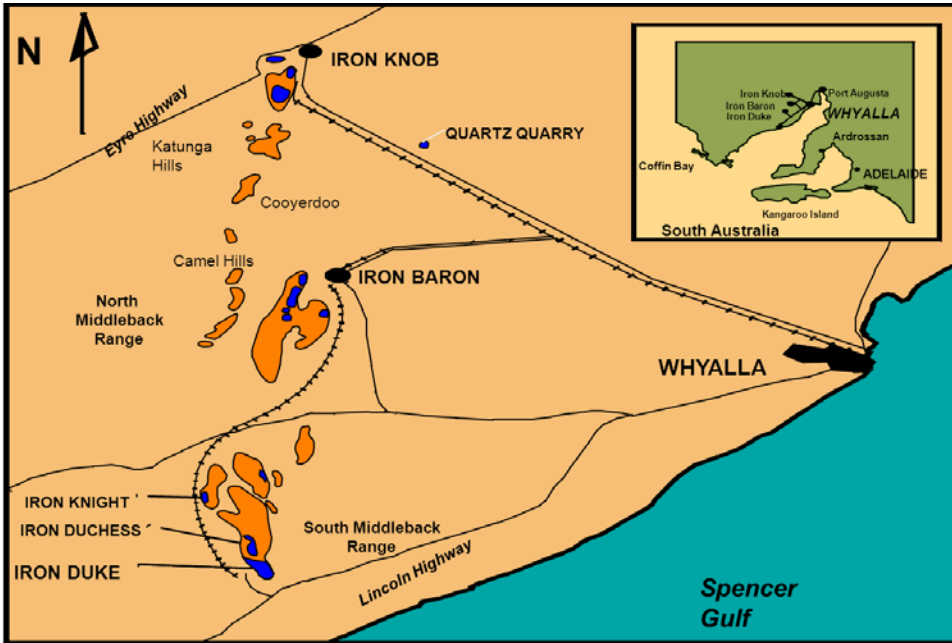 N
IRON KNOB
Eyre Highway
QUARTZ QUARRY
Katunga
Hills
Cooyerdoo
Camel Hills
IRON BARON
North
Middleback
Range
WHYALLA
IRON KNIGHT
IRON DUCHESS
IRON DUKE
South Middleback
Range
Lincoln Highway
Spencer
Gulf
Iron Knob
Port Augusta
Iron Baron
WHYALLA
Iron Duke
Ardrossan
Coffin Bay
ADELAIDE
Kangaroo Island
South Australia